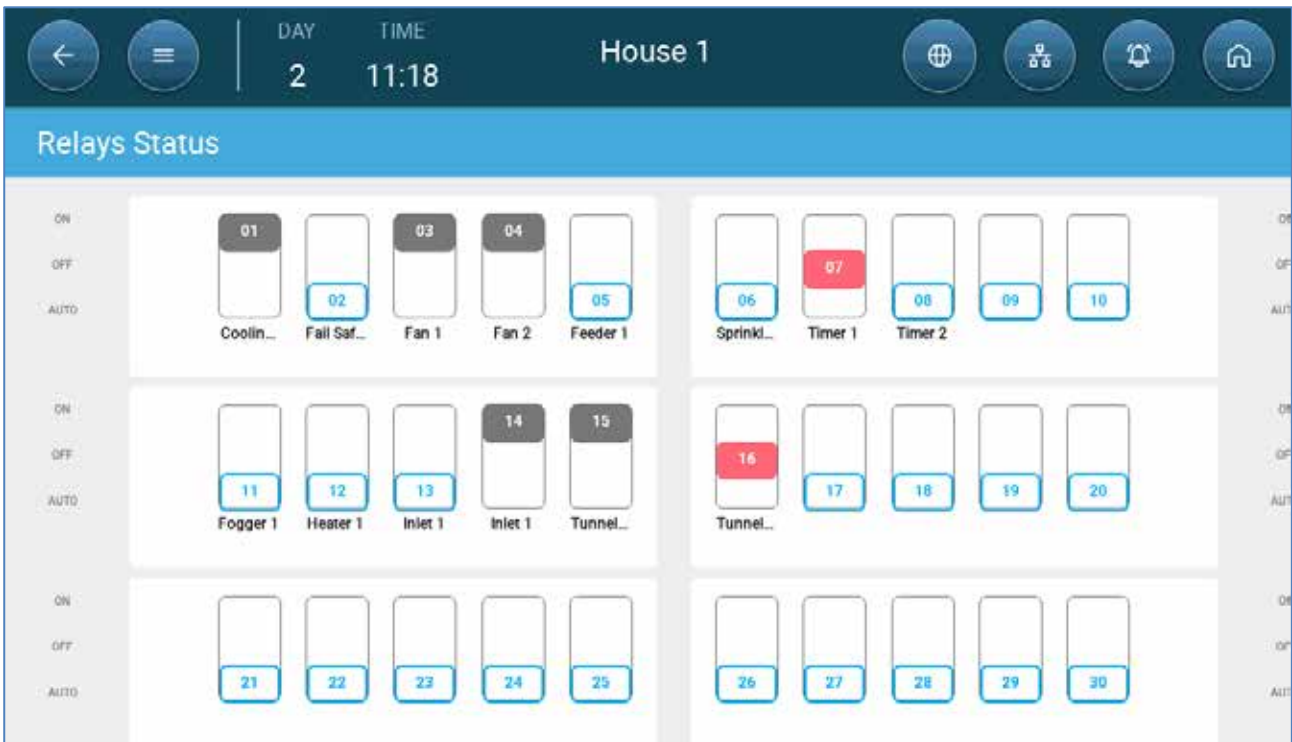 DAY TIME House 1
2 11:18
Relays Status
ON 01 03 04 07
OFF
AUTO 02 05 06 08 09 10
Coolin... Fail Saf... Fan 1 Fan 2 Feeder 1 Sprinkl... Timer 1 Timer 2
ON 14 15
OFF 16
AUTO 11 12 13 17 18 19 20
Fogger 1 Heater 1 Inlet 1 Inlet 1 Tunnel... Tunnel...
ON
OFF
AUTO 21 22 23 24 25 26 27 28 29 30